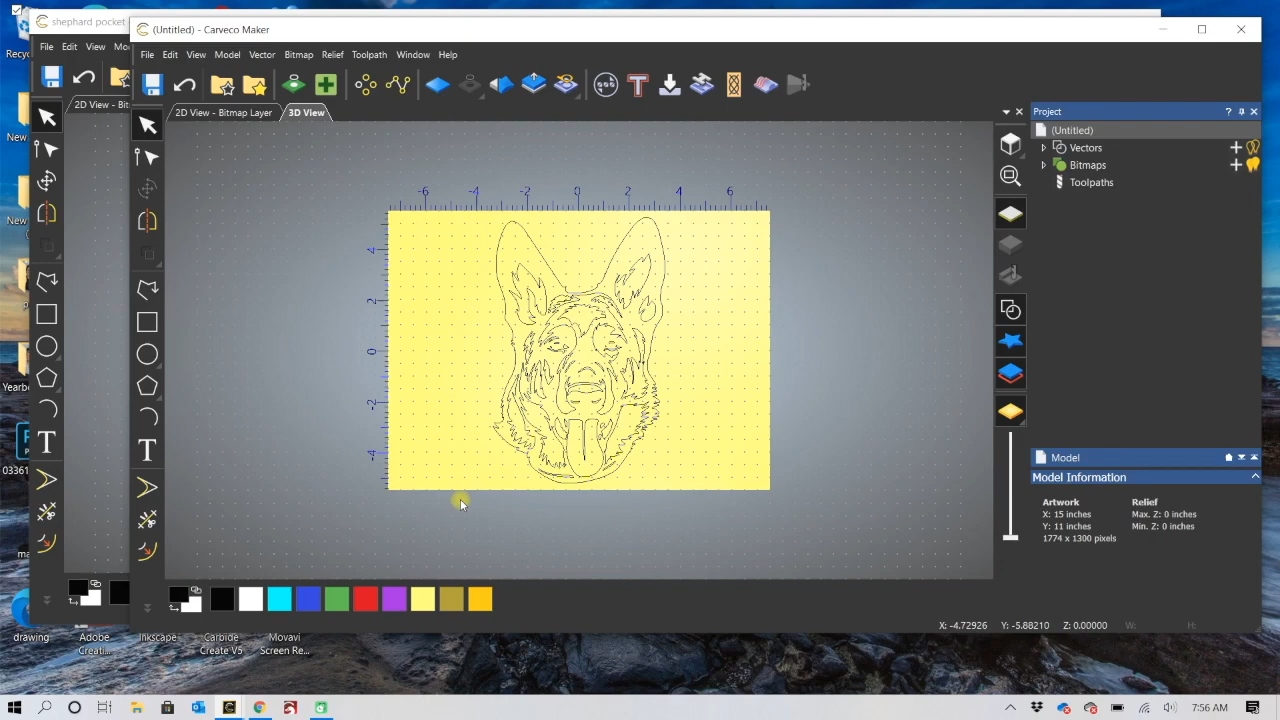 shephard pocket
File Edit View Mo
2D View - Bit
(Untitled) - Carveco Maker
File Edit View Model Vector Bitmap Relief Toolpath Window Help
2D View - Bitmap Layer 3D View
-6 -4 -2 0 2 4 6
4
2
0
-2
-4
Project
(Untitled)
Vectors
Bitmaps
Toolpaths
Model
Model Information
Artwork
X: 15 inches
Y: 11 inches
1774 x 1300 pixels
Relief
Max. Z: 0 inches
Min. Z: 0 inches
X: -4.72926 Y: -5.88210 Z: 0.00000 W: H:
Recyc
New
New
Yearbo
03361
ma
drawing
Adobe
Creati...
Inkscape
Carbide
Create V5
Movavi
Screen Re...
7:56 AM